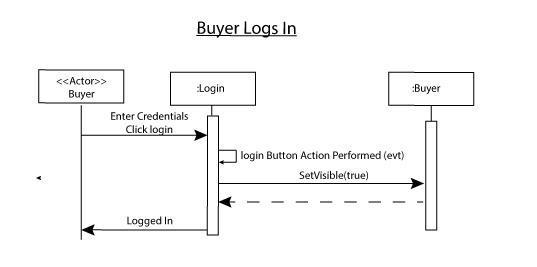 Buyer Logs In
<<Actor>>
Buyer
:Login
:Buyer
Enter Credentials
Click login
login Button Action Performed (evt)
SetVisible(true)
Logged In